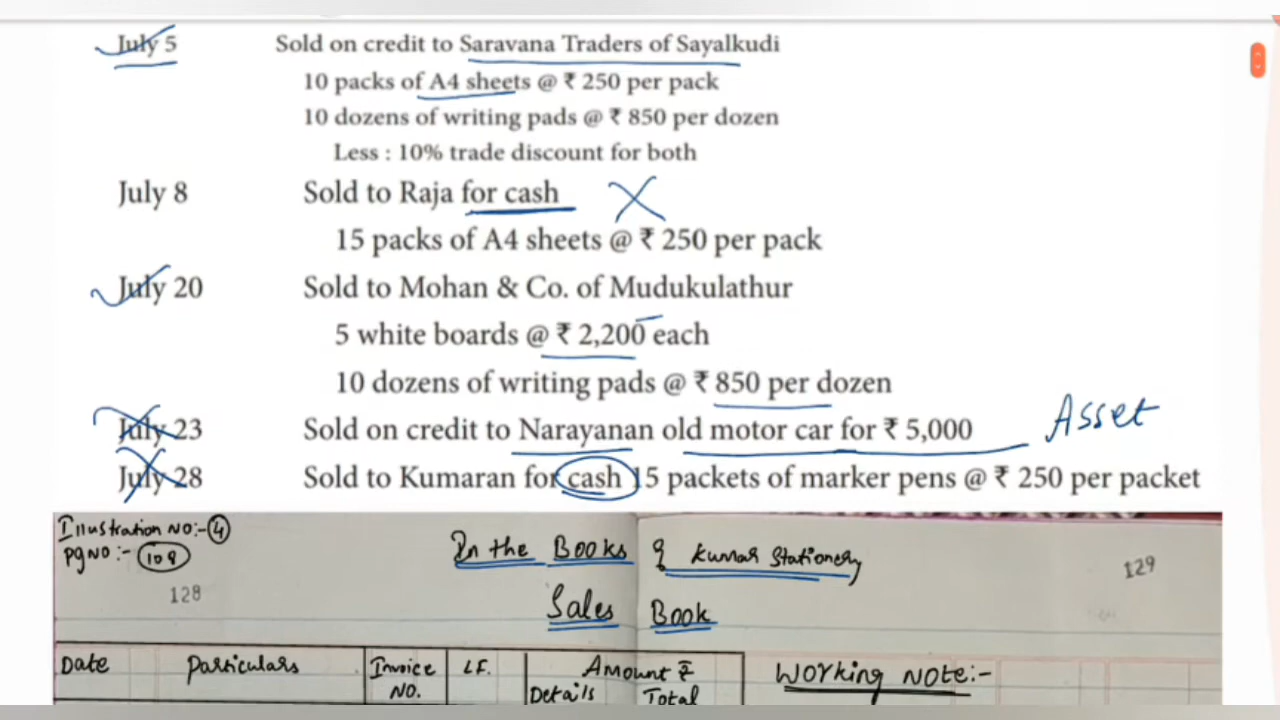 July 5 Sold on credit to Saravana Traders of Sayalkudi
10 packs of A4 sheets @ ₹ 250 per pack
10 dozens of writing pads @ ₹ 850 per dozen
Less : 10% trade discount for both
July 8 Sold to Raja for cash
15 packs of A4 sheets @ ₹ 250 per pack
July 20 Sold to Mohan & Co. of Mudukulathur
5 white boards @ ₹ 2,200 each
10 dozens of writing pads @ ₹ 850 per dozen
July 23 Sold on credit to Narayanan old motor car for ₹ 5,000 Asset
July 28 Sold to Kumaran for cash 15 packets of marker pens @ ₹ 250 per packet
Illustration NO:- 4
Pg NO:- 108
In the Books of Kumar Stationery
128
129
Sales Book
Date Particulars Invoice NO. L.F. Amount ₹ Details Total
Working Note:-